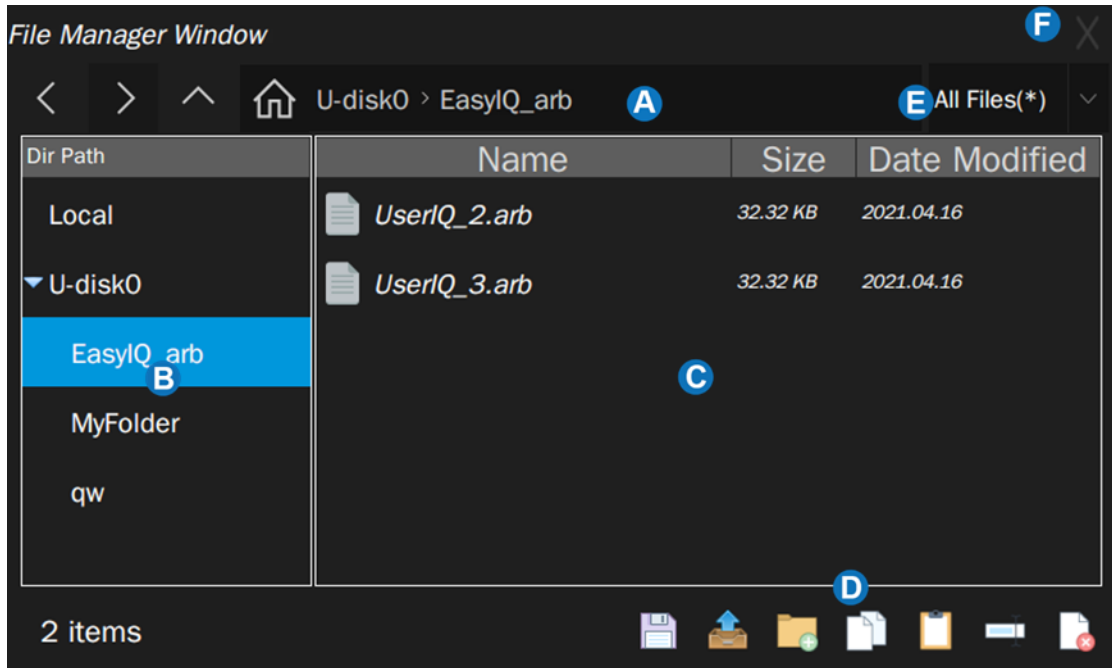 File Manager Window F X
U-disk0 > EasyIQ_arb A E All Files(*)
Dir Path Name Size Date Modified
Local UserIQ_2.arb 32.32 KB 2021.04.16
U-disk0 UserIQ_3.arb 32.32 KB 2021.04.16
EasyIQ_arb
B C
MyFolder
qw
D
2 items